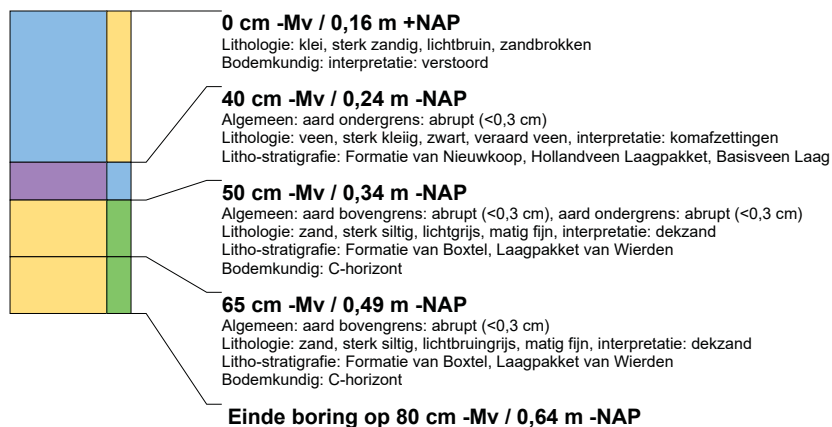 0 cm -Mv / 0,16 m +NAP
Lithologie: klei, sterk zandig, lichtbruin, zandbrokken
Bodemkundig: interpretatie: verstoord
40 cm -Mv / 0,24 m -NAP
Algemeen: aard ondergrens: abrupt (<0,3 cm)
Lithologie: veen, sterk kleiig, zwart, veraard veen, interpretatie: komafzettingen
Litho-stratigrafie: Formatie van Nieuwkoop, Hollandveen Laagpakket, Basisveen Laag
50 cm -Mv / 0,34 m -NAP
Algemeen: aard bovengrens: abrupt (<0,3 cm), aard ondergrens: abrupt (<0,3 cm)
Lithologie: zand, sterk siltig, lichtgrijs, matig fijn, interpretatie: dekzand
Litho-stratigrafie: Formatie van Boxtel, Laagpakket van Wierden
Bodemkundig: C-horizont
65 cm -Mv / 0,49 m -NAP
Algemeen: aard bovengrens: abrupt (<0,3 cm)
Lithologie: zand, sterk siltig, lichtbruingrijs, matig fijn, interpretatie: dekzand
Litho-stratigrafie: Formatie van Boxtel, Laagpakket van Wierden
Bodemkundig: C-horizont
Einde boring op 80 cm -Mv / 0,64 m -NAP